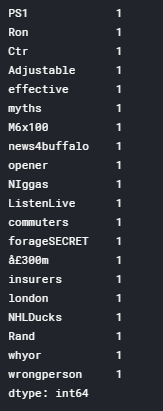 PS1 1
Ron 1
Ctr 1
Adjustable 1
effective 1
myths 1
M6x100 1
news4buffalo 1
opener 1
NIggas 1
ListenLive 1
commuters 1
forageSECRET 1
å£300m 1
insurers 1
london 1
NHLDucks 1
Rand 1
whyor 1
wrongperson 1
dtype: int64